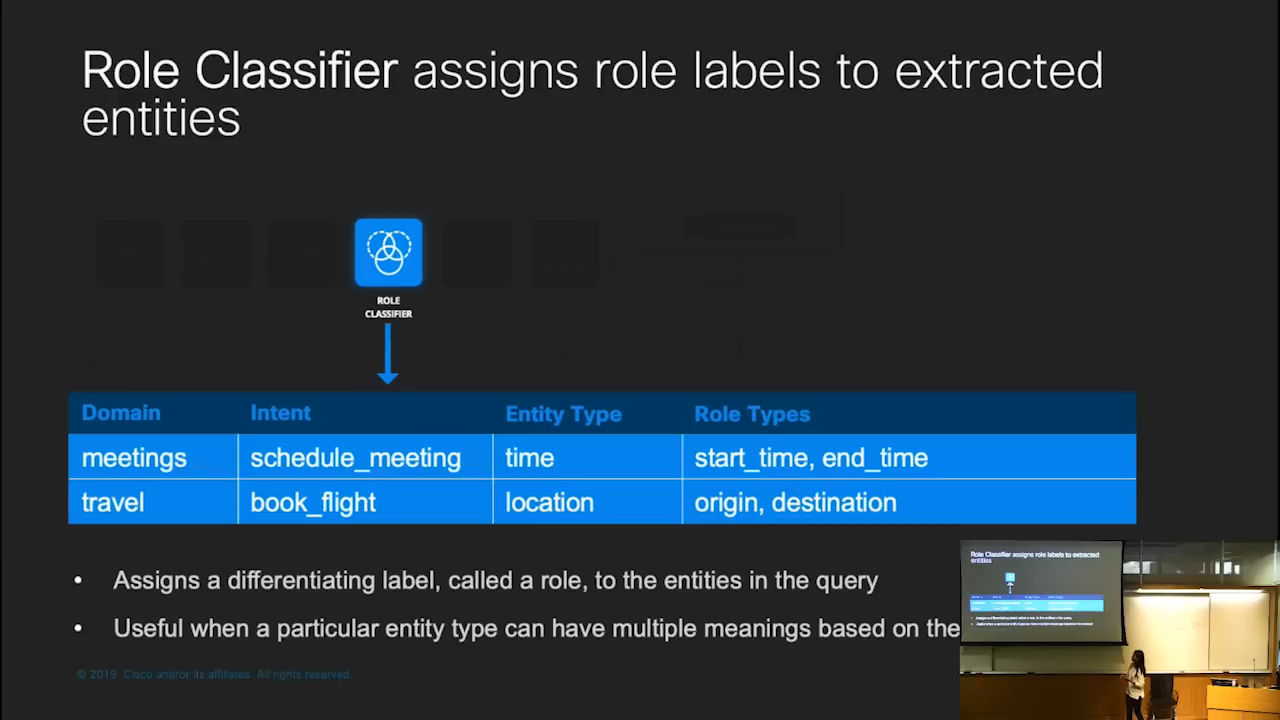 Role Classifier assigns role labels to extracted
entities
ROLE
CLASSIFIER
Domain Intent Entity Type Role Types
meetings schedule_meeting time start_time, end_time
travel book_flight location origin, destination
• Assigns a differentiating label, called a role, to the entities in the query
• Useful when a particular entity type can have multiple meanings based on the
© 2019 Cisco and/or its affiliates. All rights reserved.
Role Classifier assigns role labels to extracted
entities